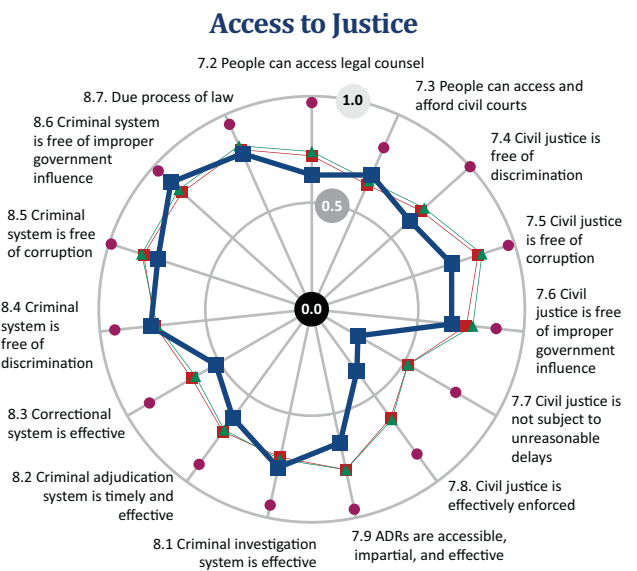 Access to Justice
7.2 People can access legal counsel
1.0
7.3 People can access and
afford civil courts
7.4 Civil justice is
free of
discrimination
7.5 Civil justice
is free of
corruption
7.6 Civil
justice is free
of improper
government
influence
7.7 Civil justice is
not subject to
unreasonable
delays
7.8. Civil justice is
effectively enforced
7.9 ADRs are accessible,
impartial, and effective
8.1 Criminal investigation
system is effective
8.2 Criminal adjudication
system is timely and
effective
8.3 Correctional
system is effective
8.4 Criminal
system is
free of
discrimination
8.5 Criminal
system is free
of corruption
8.6 Criminal system
is free of improper
government
influence
8.7. Due process of law
0.5
0.0